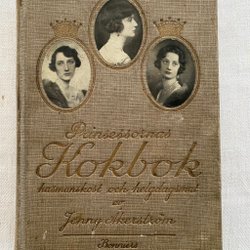 Prinsessornas
Kokbok
husmanskost och helgdagsmat
av
Jenny Åkerström
Bonniers